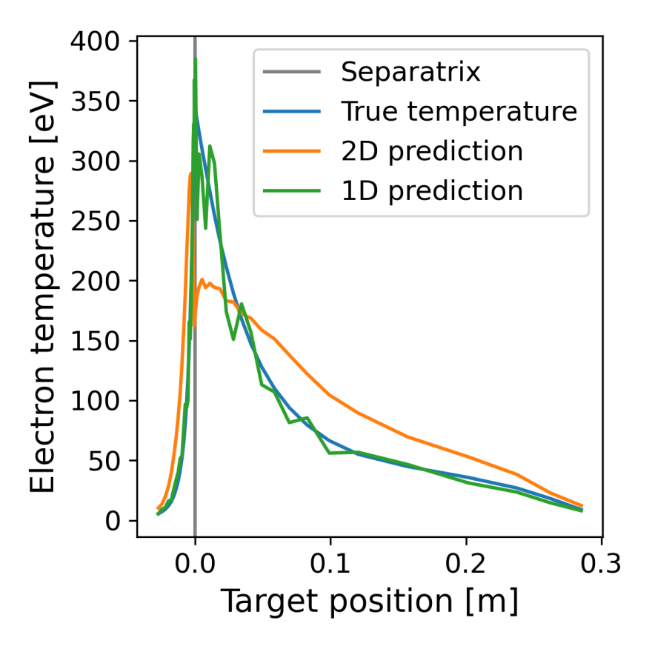 Electron temperature [eV]
400
350
300
250
200
150
100
50
0
Separatrix
True temperature
2D prediction
1D prediction
0.0 0.1 0.2 0.3
Target position [m]